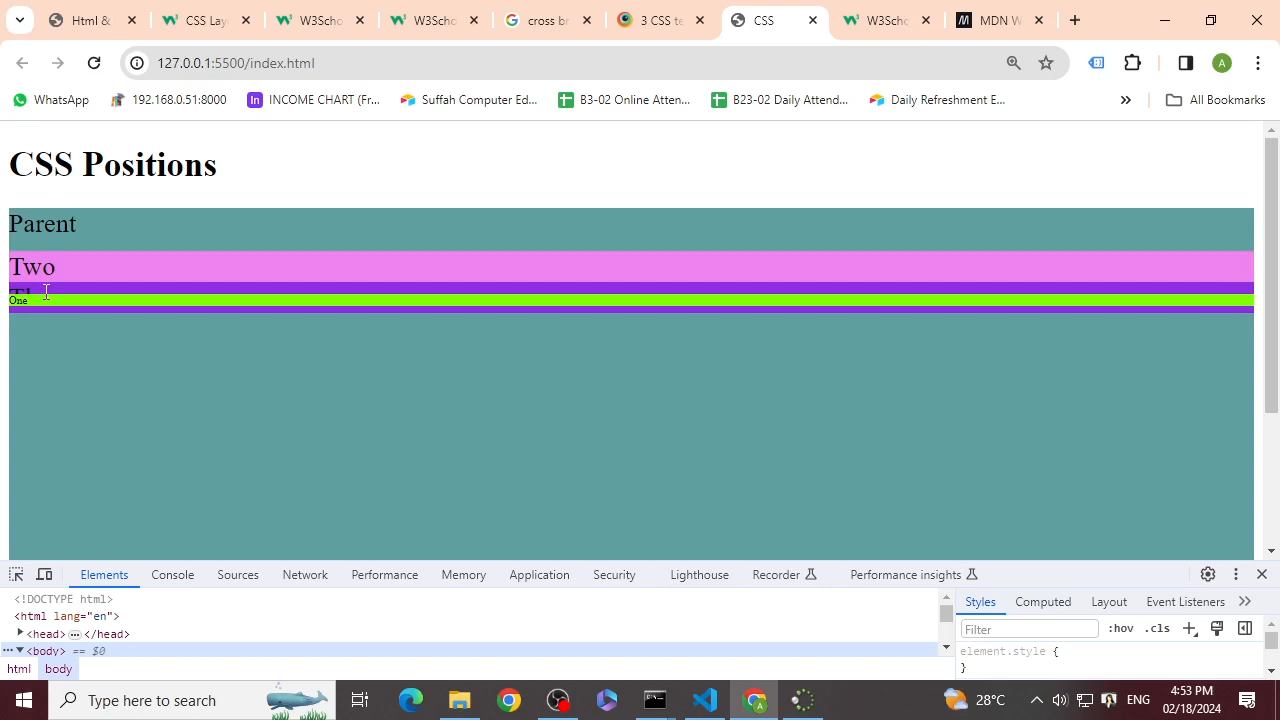 Html &
CSS Lay
W3Scho
W3Scho
cross br
3 CSS te
CSS
W3Scho
MDN W
127.0.0.1:5500/index.html
A
WhatsApp
192.168.0.51:8000
In
INCOME CHART (Fr...
Suffah Computer Ed...
B3-02 Online Atten...
B23-02 Daily Attend...
Daily Refreshment E...
»
All Bookmarks
CSS Positions
Parent
Two
One
Elements
Console
Sources
Network
Performance
Memory
Application
Security
Lighthouse
Recorder
Performance insights
<!DOCTYPE html>
<html lang="en">
<head> ... </head>
... <body> == $0
html body
Styles
Computed
Layout
Event Listeners
»
Filter
:hov
.cls
element.style {
}
Type here to search
28°C
ENG
4:53 PM
02/18/2024